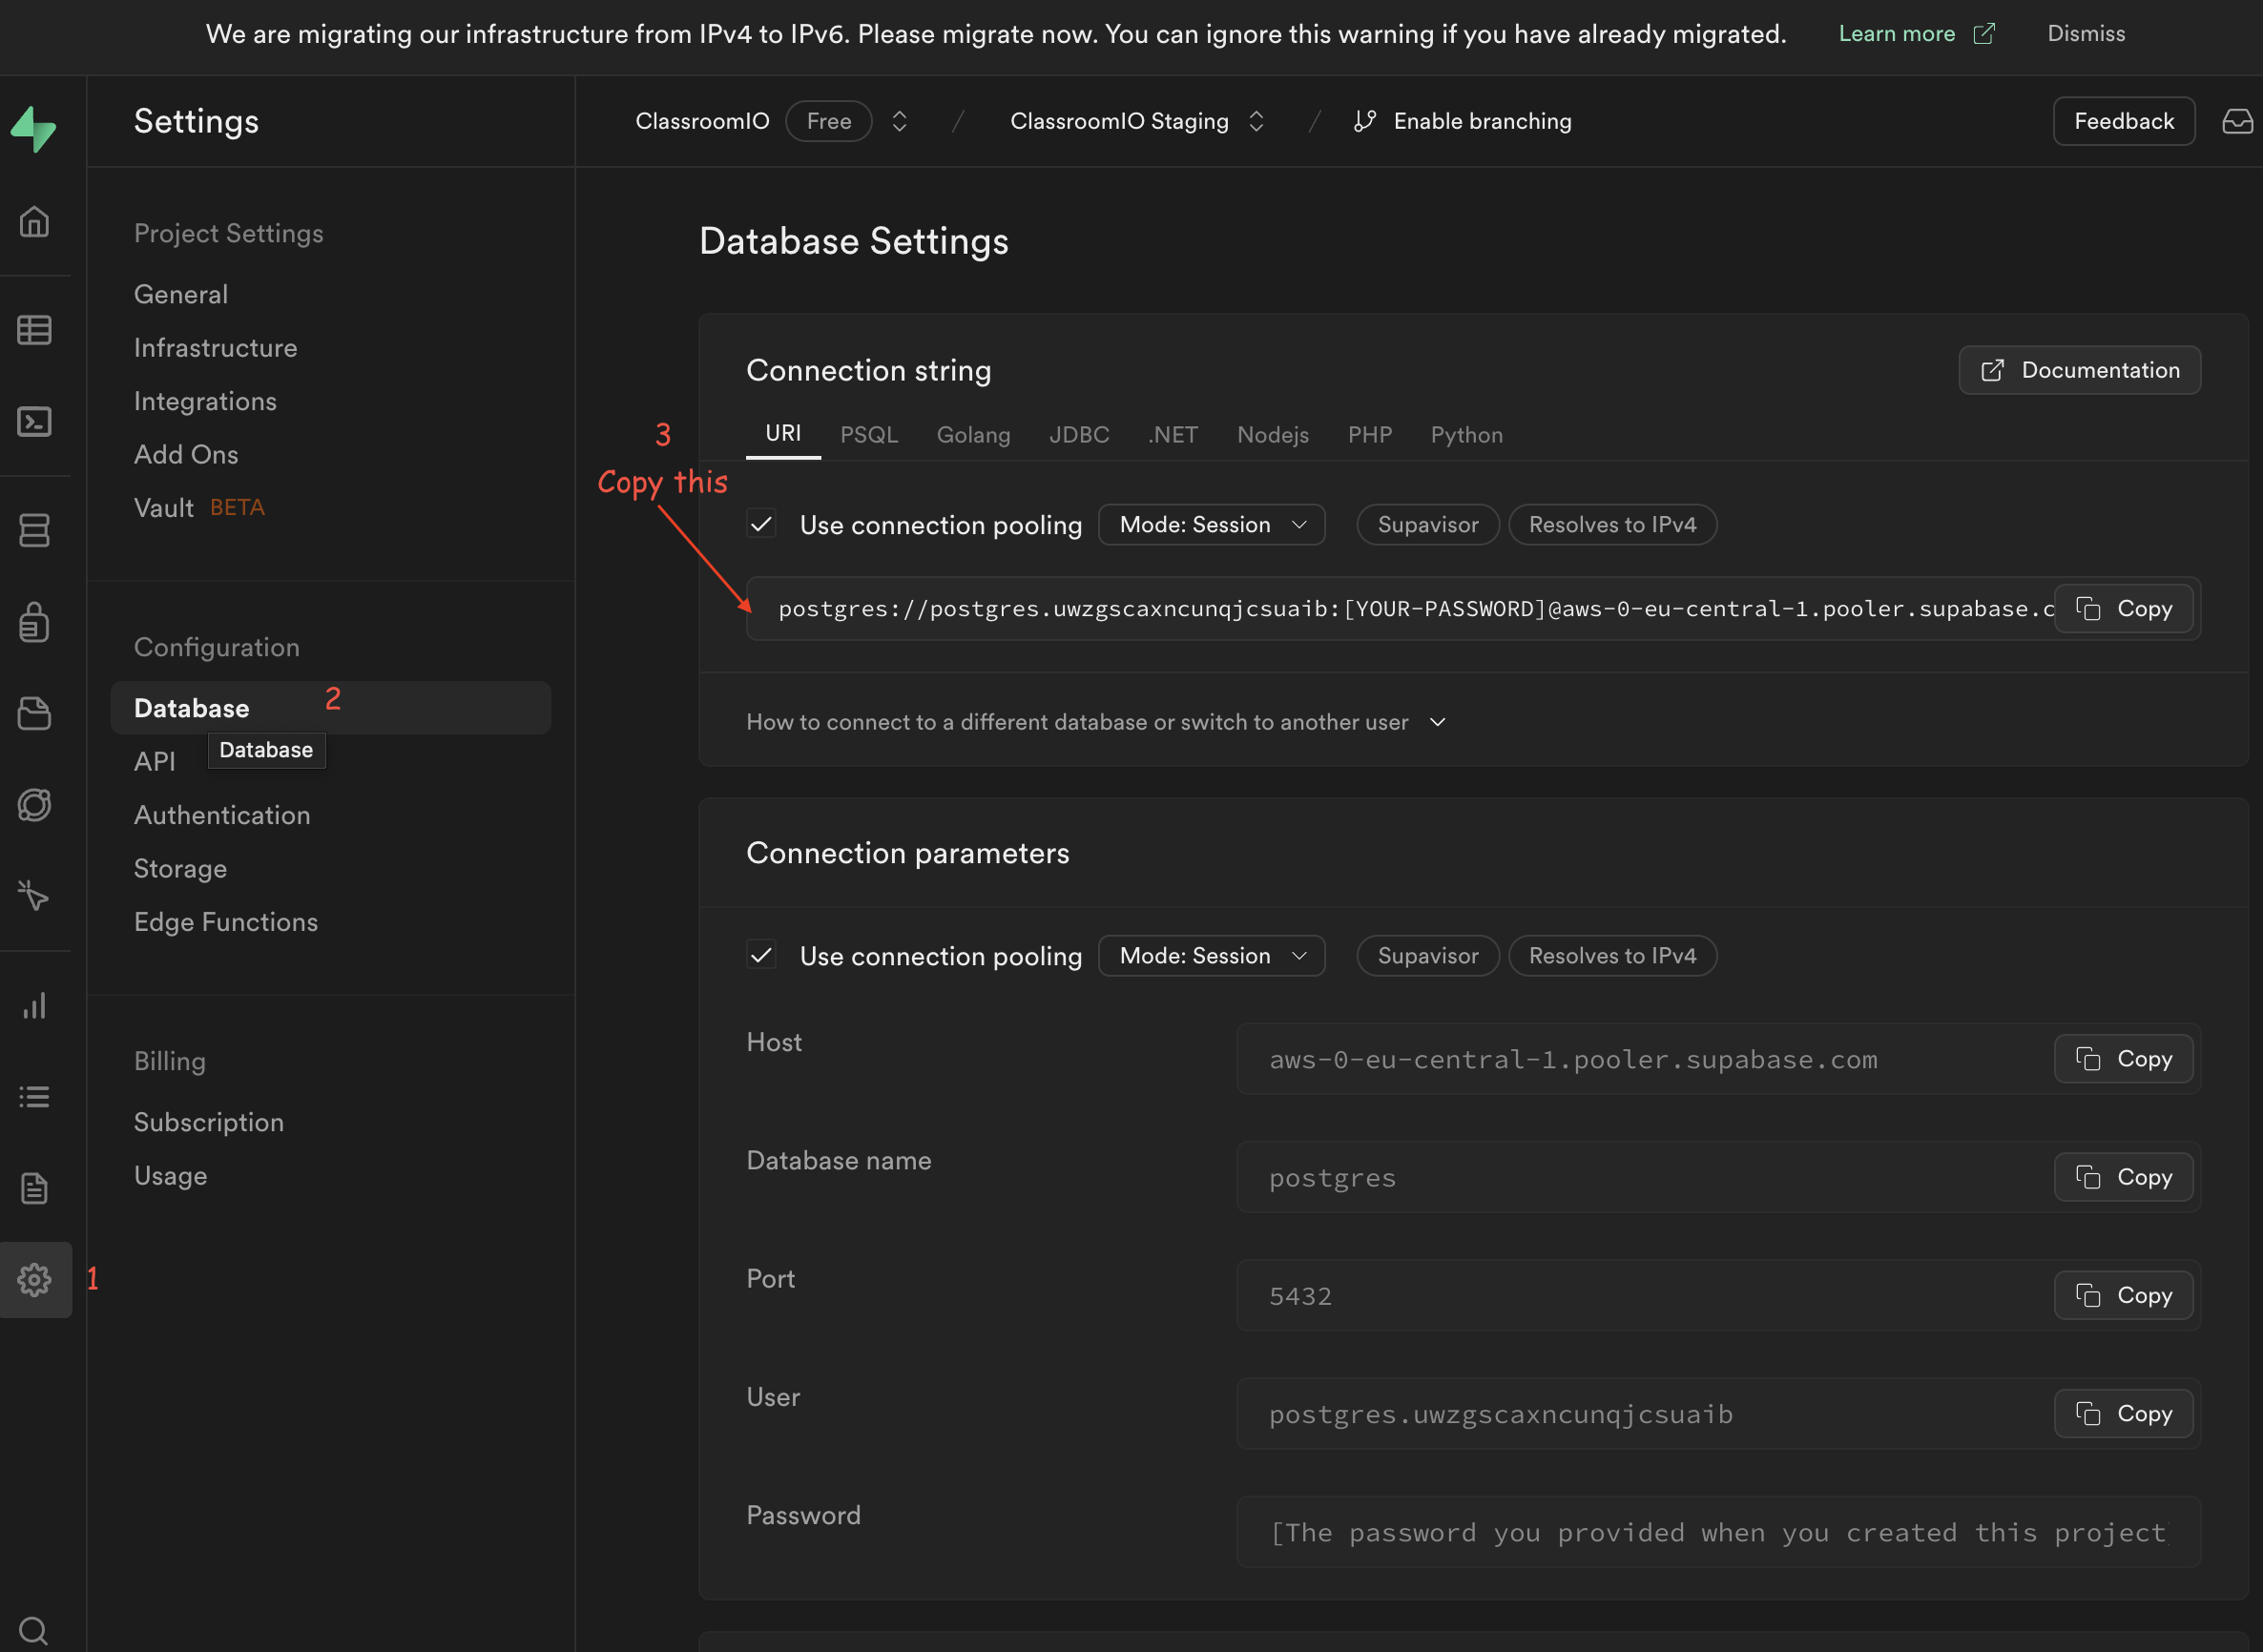 We are migrating our infrastructure from IPv4 to IPv6. Please migrate now. You can ignore this warning if you have already migrated. Learn more Dismiss
Settings
ClassroomIO Free / ClassroomIO Staging / Enable branching Feedback
Project Settings
General
Infrastructure
Integrations
Add Ons
Vault BETA
Configuration
Database 2
Database
API
Authentication
Storage
Edge Functions
Billing
Subscription
Usage
1
Database Settings
Connection string Documentation
3
Copy this
URI PSQL Golang JDBC .NET Nodejs PHP Python
Use connection pooling Mode: Session Supavisor Resolves to IPv4
postgres://postgres.uwzgscaxncunqjcsuaib:[YOUR-PASSWORD]@aws-0-eu-central-1.pooler.supabase.c Copy
How to connect to a different database or switch to another user
Connection parameters
Use connection pooling Mode: Session Supavisor Resolves to IPv4
Host aws-0-eu-central-1.pooler.supabase.com Copy
Database name postgres Copy
Port 5432 Copy
User postgres.uwzgscaxncunqjcsuaib Copy
Password [The password you provided when you created this project